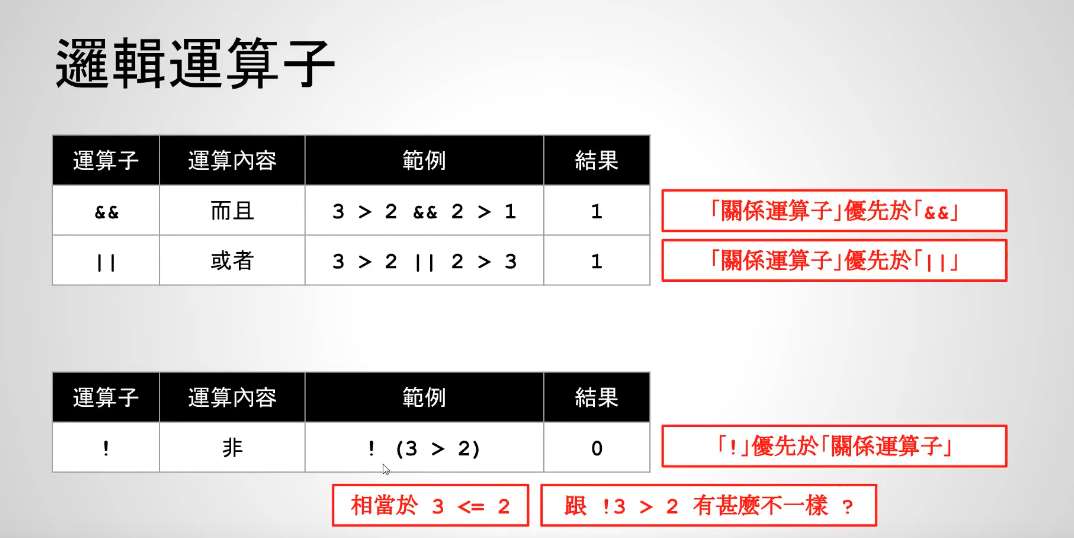 邏輯運算子
運算子 運算內容 範例 結果
&& 而且 3 > 2 && 2 > 1 1 「關係運算子」優先於「&&」
|| 或者 3 > 2 || 2 > 3 1 「關係運算子」優先於「||」
運算子 運算內容 範例 結果
! 非 ! (3 > 2) 0 「!」優先於「關係運算子」
相當於 3 <= 2 跟 !3 > 2 有甚麼不一樣 ?